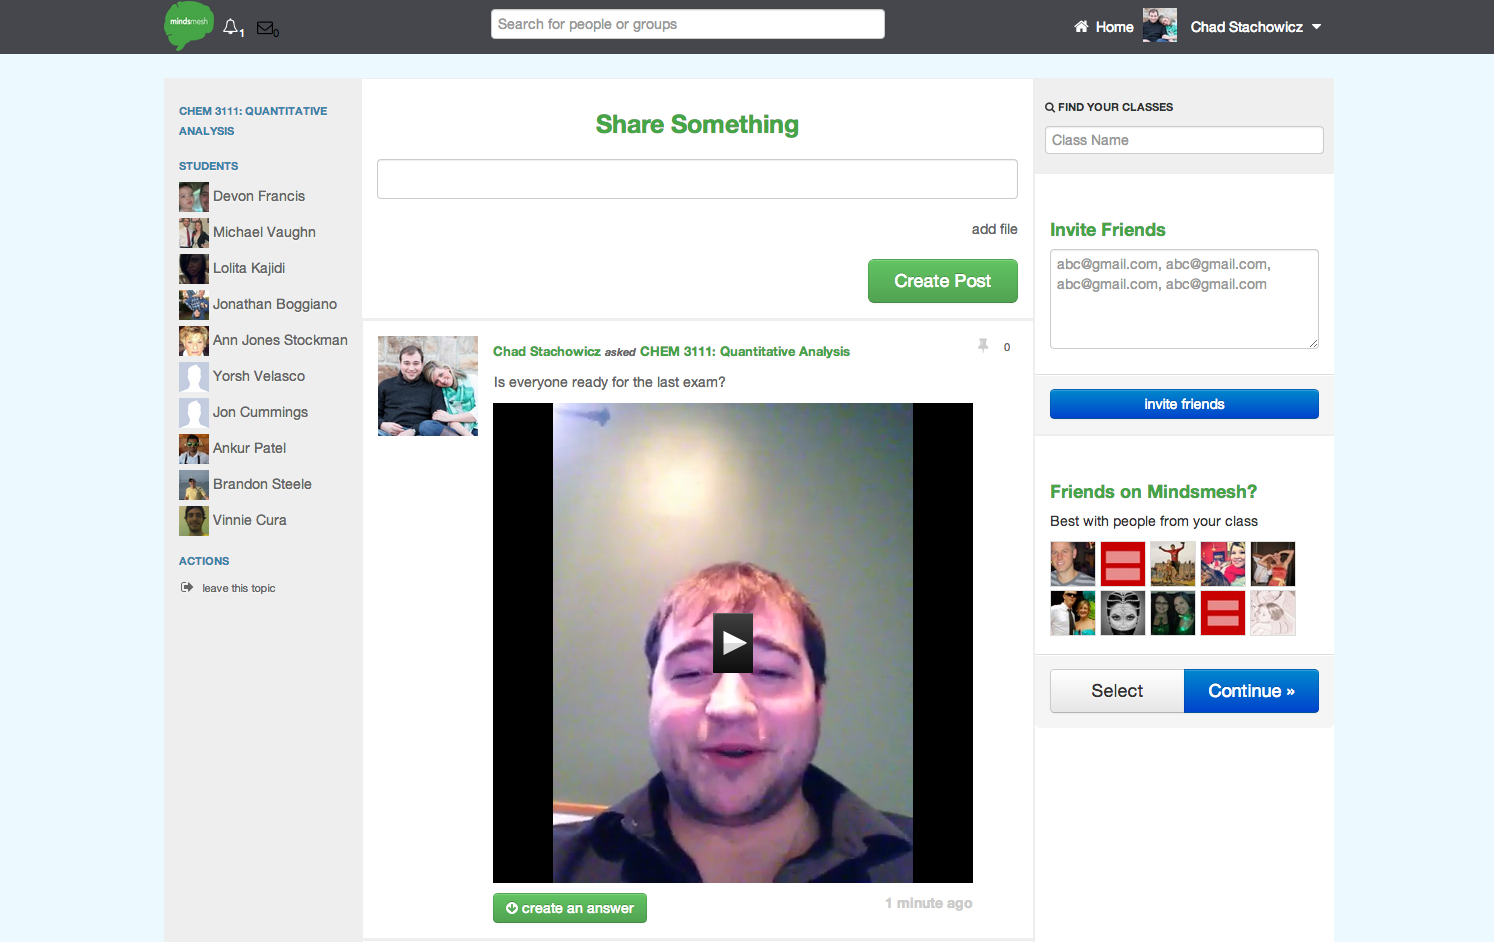 mindsmesh
1
0
Search for people or groups
Home
Chad Stachowicz
CHEM 3111: QUANTITATIVE
ANALYSIS
STUDENTS
Devon Francis
Michael Vaughn
Lolita Kajidi
Jonathan Boggiano
Ann Jones Stockman
Yorsh Velasco
Jon Cummings
Ankur Patel
Brandon Steele
Vinnie Cura
ACTIONS
leave this topic
Share Something
add file
Create Post
Chad Stachowicz asked CHEM 3111: Quantitative Analysis
0
Is everyone ready for the last exam?
create an answer
1 minute ago
FIND YOUR CLASSES
Class Name
Invite Friends
abc@gmail.com, abc@gmail.com,
abc@gmail.com, abc@gmail.com
invite friends
Friends on Mindsmesh?
Best with people from your class
Select
Continue »